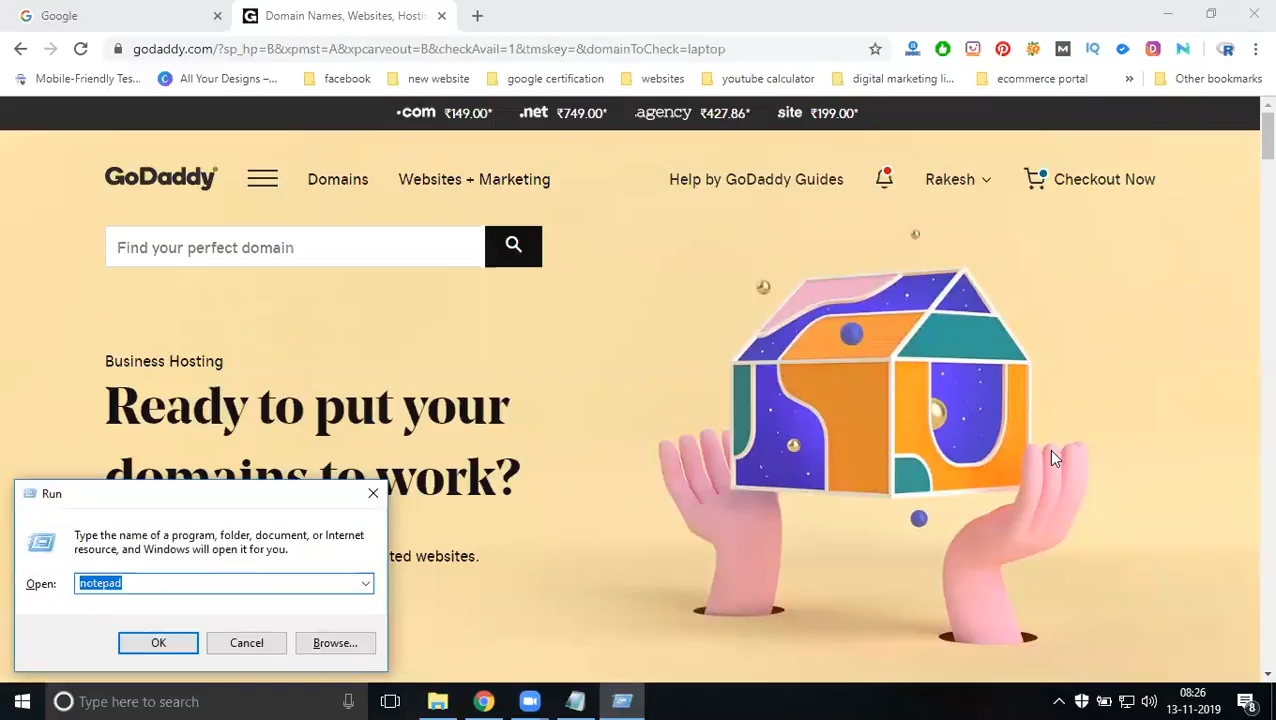 Google
Domain Names, Websites, Hosti
godaddy.com/?sp_hp=B&xpmst=A&xpcarveout=B&checkAvail=1&tmskey=&domainToCheck=laptop
Mobile-Friendly Tes...
All Your Designs –...
facebook
new website
google certification
websites
youtube calculator
digital marketing li...
ecommerce portal
»
Other bookmarks
.com ₹149.00*
.net ₹749.00*
.agency ₹427.86*
site ₹199.00*
GoDaddy
Domains
Websites + Marketing
Help by GoDaddy Guides
Rakesh
Checkout Now
Find your perfect domain
Business Hosting
Ready to put your
domains to work?
ted websites.
Run
Type the name of a program, folder, document, or Internet
resource, and Windows will open it for you.
Open:
notepad
OK
Cancel
Browse...
Type here to search
08:26
13-11-2019
8